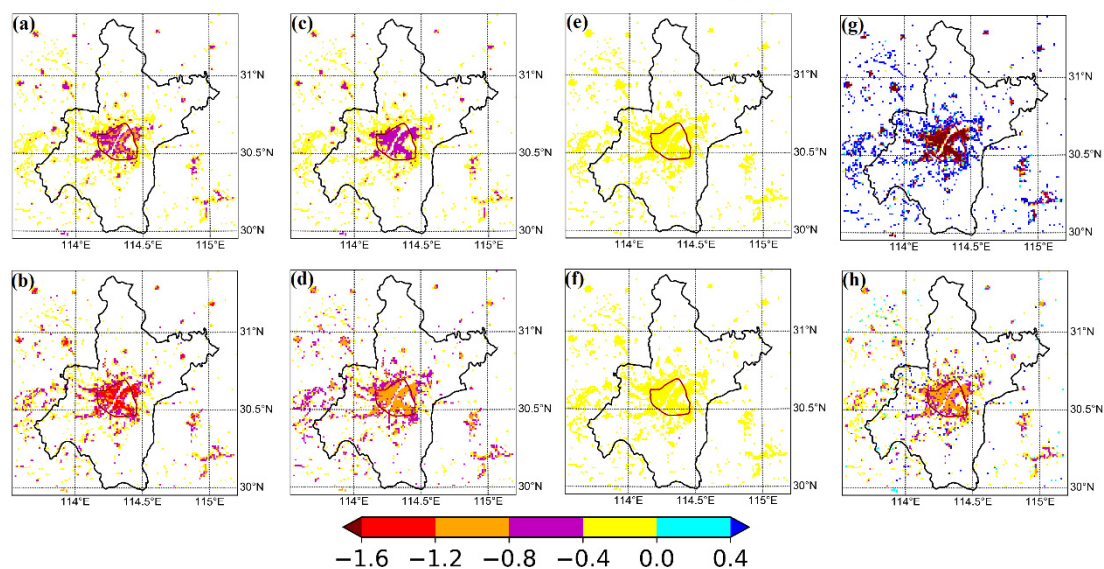 (a) (c) (e) (g)
31°N 31°N 31°N 31°N
30.5°N 30.5°N 30.5°N 30.5°N
30°N 30°N 30°N 30°N
114°E 114.5°E 115°E 114°E 114.5°E 115°E 114° 114.5°E 115°E 114°E 114.5°E 115°E
(b) (d) (f) (h)
31°N 31°N 31°N 31°N
30.5°N 30.5°N 30.5°N 30.5°N
30°N 30°N 30°N 30°N
114°E 114.5°E 115°E 114°E 114.5°E 115°E 114°E 114.5°E 115°E 114°E 114.5°E 115°E
−1.6 −1.2 −0.8 −0.4 0.0 0.4